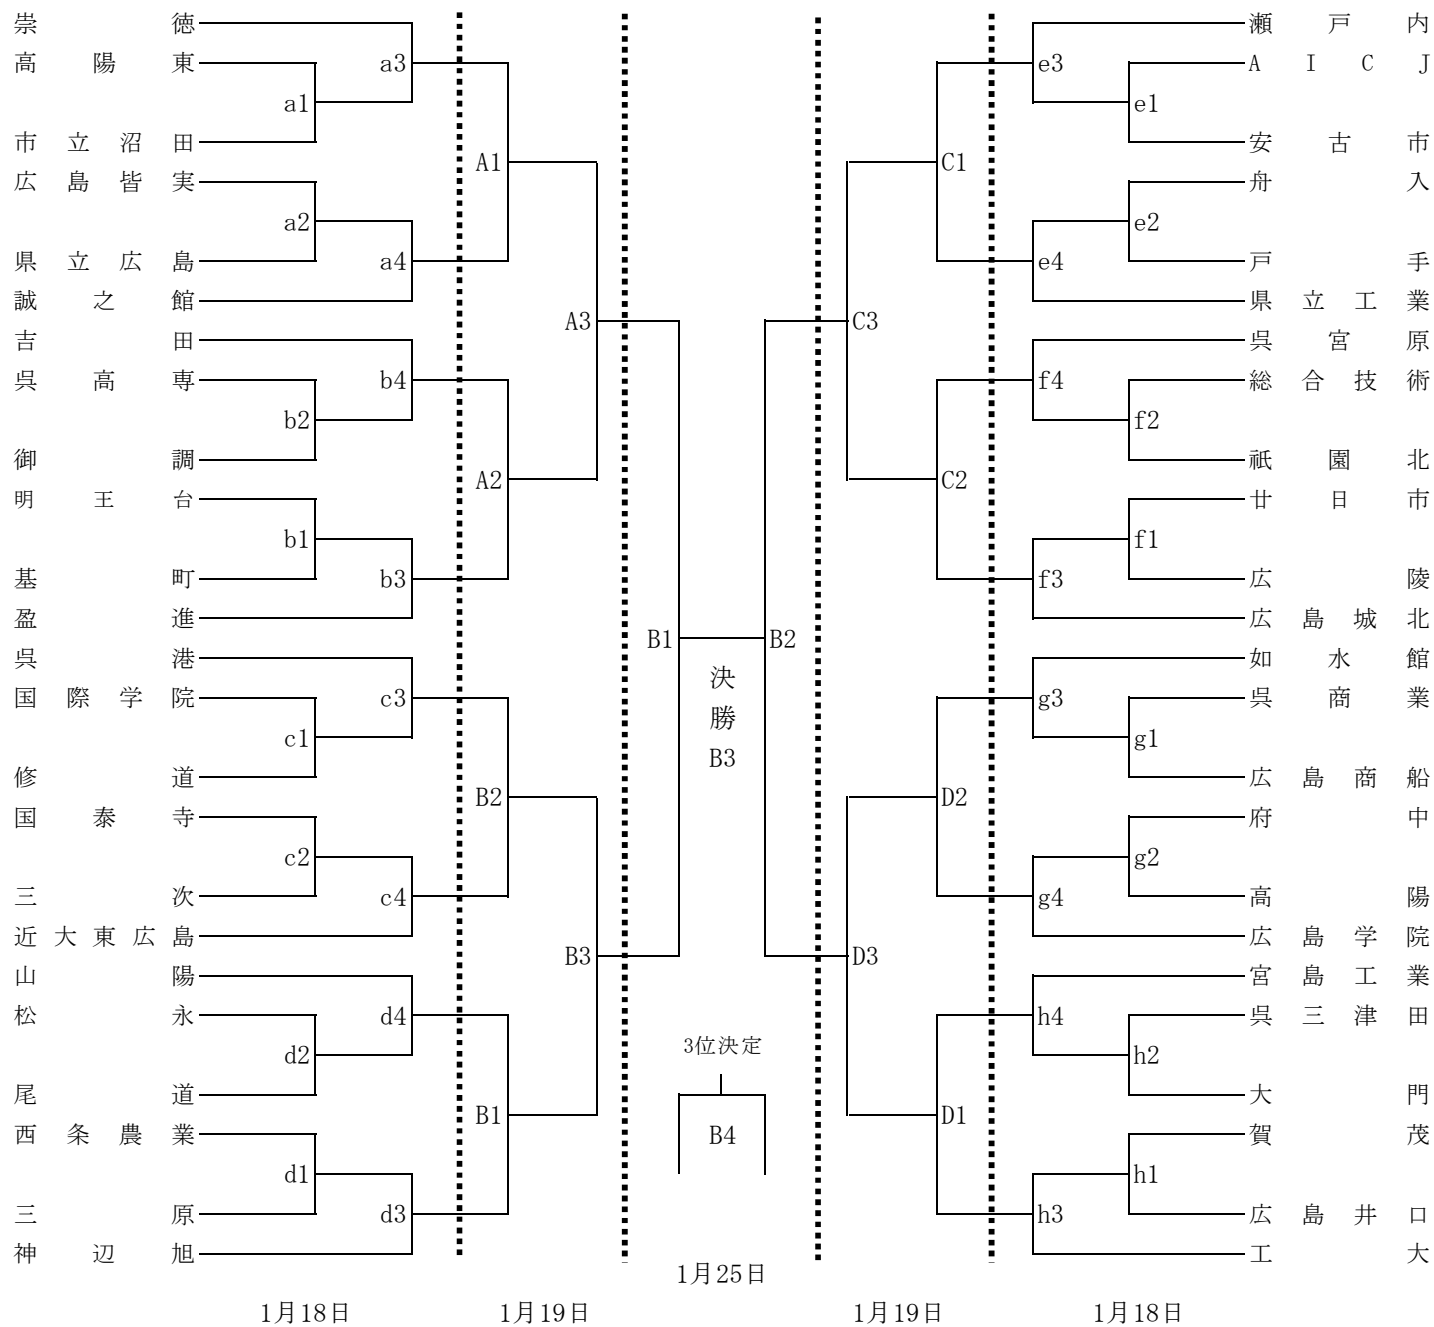 崇徳 瀬戸内
高陽東 a3 e3 AICJ
a1 e1
市立沼田 A1 C1 安古市
広島皆実 舟入
a2 e2
県立広島 a4 e4 戸手
誠之館 A3 C3 県立工業
吉田 呉宮原
呉高専 b4 f4 総合技術
b2 f2
御調 A2 C2 祇園北
明王台 廿日市
b1 f1
基町 b3 f3 広陵
盈進 B1 B2 広島城北
呉港 決 如水館
国際学院 c3 勝 g3 呉商業
c1 B3 g1
修道 B2 D2 広島商船
国泰寺 府中
c2 g2
三次 c4 g4 高陽
近大東広島 B3 D3 広島学院
山陽 宮島工業
松永 d4 h4 呉三津田
d2 3位決定 h2
尾道 B1 D1 大門
西条農業 B4 賀茂
d1 h1
三原 d3 h3 広島井口
神辺旭 工大
1月25日
1月18日 1月19日 1月19日 1月18日